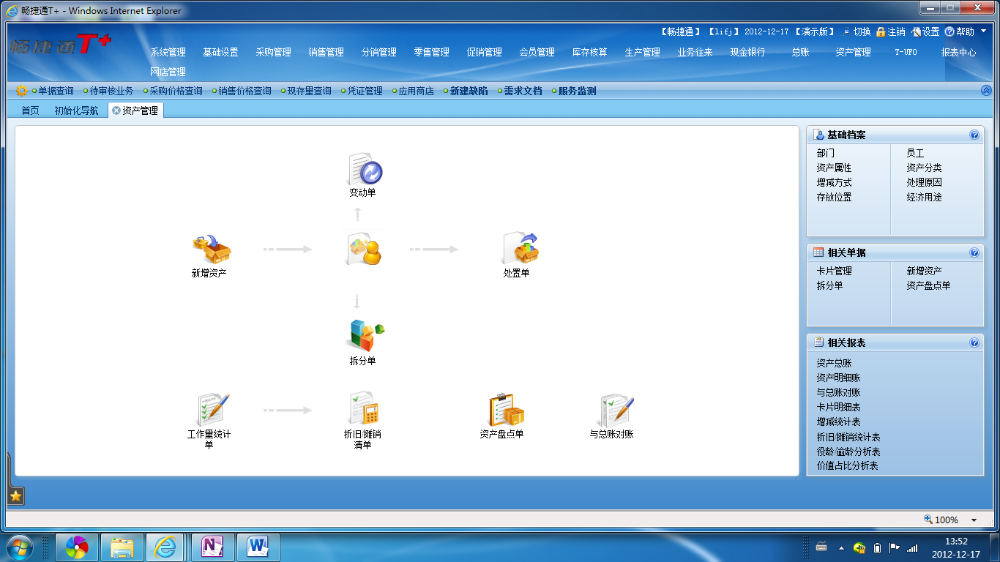 畅捷通T+ - Windows Internet Explorer
畅捷通T+
【畅捷通】 【lifj】 2012-12-17 【演示版】 切换 注销 设置 帮助
系统管理 基础设置 采购管理 销售管理 分销管理 零售管理 促销管理 会员管理 库存核算 生产管理 业务往来 现金银行 总账 资产管理 T-UFO 报表中心
网店管理
单据查询 待审核业务 采购价格查询 销售价格查询 现存量查询 凭证管理 应用商店 新建缺陷 需求文档 服务监测
首页 初始化导航 资产管理
变动单
新增资产
处置单
拆分单
工作量统计
单
折旧/摊销
清单
资产盘点单
与总账对账
基础档案
部门 员工
资产属性 资产分类
增减方式 处理原因
存放位置 经济用途
相关单据
卡片管理 新增资产
拆分单 资产盘点单
相关报表
资产总账
资产明细账
与总账对账
卡片明细表
增减统计表
折旧/摊销统计表
役龄/逾龄分析表
价值占比分析表
100%
13:52
2012-12-17